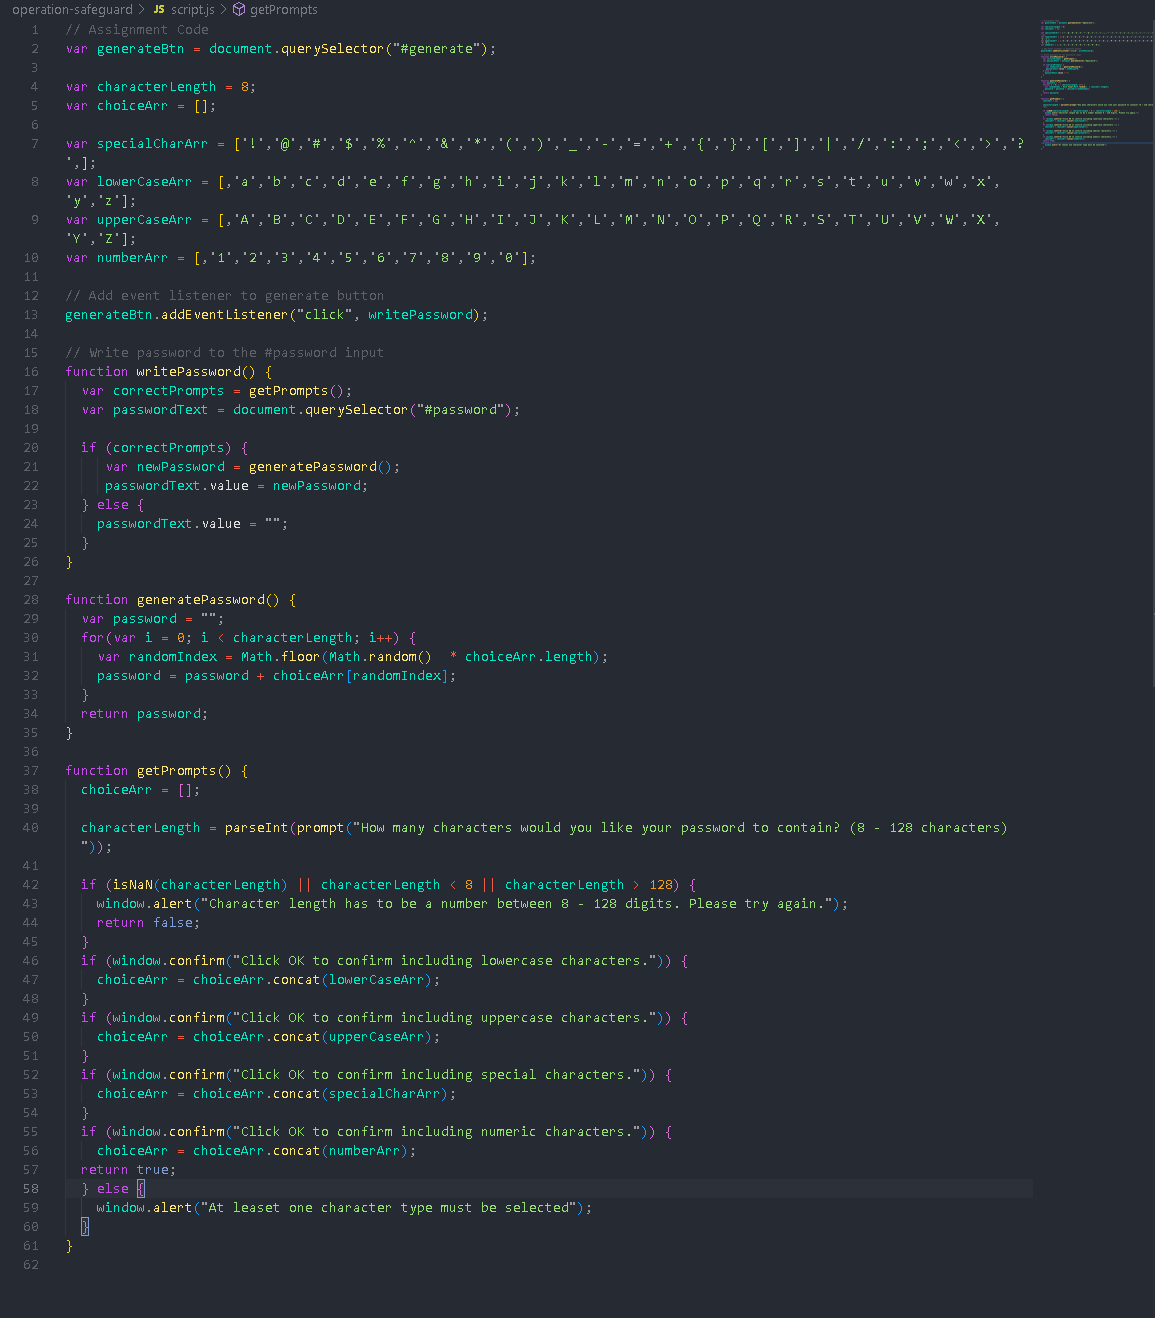 operation-safeguard > JS script.js > getPrompts
1 // Assignment Code
2 var generateBtn = document.querySelector("#generate");
3
4 var characterLength = 8;
5 var choiceArr = [];
6
7 var specialCharArr = ['!','@','#','$','%','^','&','*','(',')','_','-','=','+','{','}','[',']','|','/',':',';','<','>','?
',];
8 var lowerCaseArr = [,'a','b','c','d','e','f','g','h','i','j','k','l','m','n','o','p','q','r','s','t','u','v','w','x',
'y','z'];
9 var upperCaseArr = [,'A','B','C','D','E','F','G','H','I','J','K','L','M','N','O','P','Q','R','S','T','U','V','W','X',
'Y','Z'];
10 var numberArr = [,'1','2','3','4','5','6','7','8','9','0'];
11
12 // Add event listener to generate button
13 generateBtn.addEventListener("click", writePassword);
14
15 // Write password to the #password input
16 function writePassword() {
17 var correctPrompts = getPrompts();
18 var passwordText = document.querySelector("#password");
19
20 if (correctPrompts) {
21 var newPassword = generatePassword();
22 passwordText.value = newPassword;
23 } else {
24 passwordText.value = "";
25 }
26 }
27
28 function generatePassword() {
29 var password = "";
30 for(var i = 0; i < characterLength; i++) {
31 var randomIndex = Math.floor(Math.random()  * choiceArr.length);
32 password = password + choiceArr[randomIndex];
33 }
34 return password;
35 }
36
37 function getPrompts() {
38 choiceArr = [];
39
40 characterLength = parseInt(prompt("How many characters would you like your password to contain? (8 - 128 characters)
"));
41
42 if (isNaN(characterLength) || characterLength < 8 || characterLength > 128) {
43 window.alert("Character length has to be a number between 8 - 128 digits. Please try again.");
44 return false;
45 }
46 if (window.confirm("Click OK to confirm including lowercase characters.")) {
47 choiceArr = choiceArr.concat(lowerCaseArr);
48 }
49 if (window.confirm("Click OK to confirm including uppercase characters.")) {
50 choiceArr = choiceArr.concat(upperCaseArr);
51 }
52 if (window.confirm("Click OK to confirm including special characters.")) {
53 choiceArr = choiceArr.concat(specialCharArr);
54 }
55 if (window.confirm("Click OK to confirm including numeric characters.")) {
56 choiceArr = choiceArr.concat(numberArr);
57 return true;
58 } else {
59 window.alert("At leaset one character type must be selected");
60 }
61 }
62